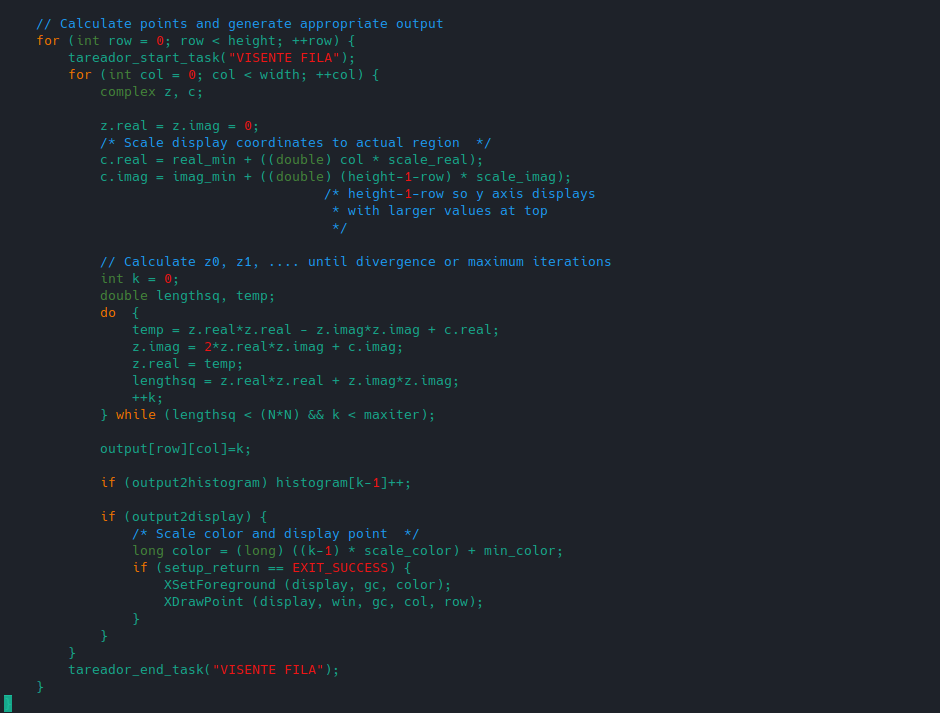 // Calculate points and generate appropriate output
for (int row = 0; row < height; ++row) {
tareador_start_task("VISENTE FILA");
for (int col = 0; col < width; ++col) {
complex z, c;
z.real = z.imag = 0;
/* Scale display coordinates to actual region  */
c.real = real_min + ((double) col * scale_real);
c.imag = imag_min + ((double) (height-1-row) * scale_imag);
/* height-1-row so y axis displays
* with larger values at top
*/
// Calculate z0, z1, .... until divergence or maximum iterations
int k = 0;
double lengthsq, temp;
do  {
temp = z.real*z.real - z.imag*z.imag + c.real;
z.imag = 2*z.real*z.imag + c.imag;
z.real = temp;
lengthsq = z.real*z.real + z.imag*z.imag;
++k;
} while (lengthsq < (N*N) && k < maxiter);
output[row][col]=k;
if (output2histogram) histogram[k-1]++;
if (output2display) {
/* Scale color and display point  */
long color = (long) ((k-1) * scale_color) + min_color;
if (setup_return == EXIT_SUCCESS) {
XSetForeground (display, gc, color);
XDrawPoint (display, win, gc, col, row);
}
}
}
tareador_end_task("VISENTE FILA");
}